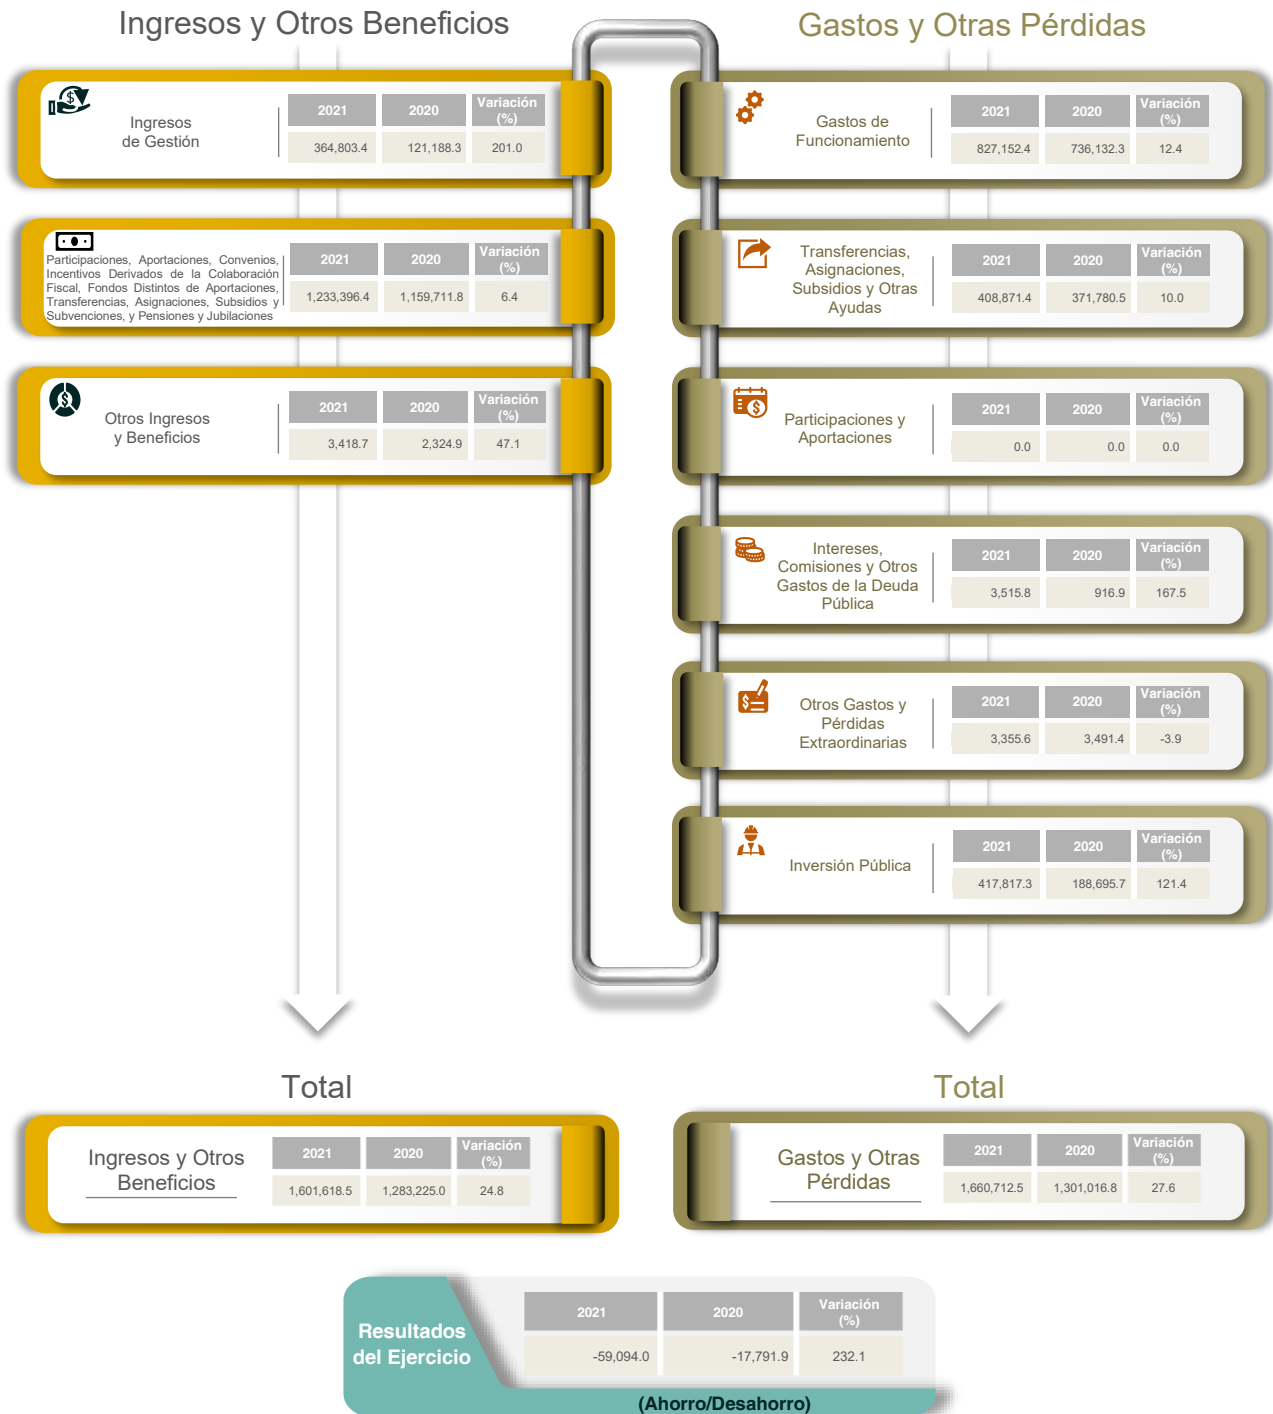 Ingresos y Otros Beneficios
Ingresos
de Gestión
2021 2020 Variación
(%)
364,803.4 121,188.3 201.0
Participaciones, Aportaciones, Convenios,
Incentivos Derivados de la Colaboración
Fiscal, Fondos Distintos de Aportaciones,
Transferencias, Asignaciones, Subsidios y
Subvenciones, y Pensiones y Jubilaciones
2021 2020 Variación
(%)
1,233,396.4 1,159,711.8 6.4
Otros Ingresos
y Beneficios
2021 2020 Variación
(%)
3,418.7 2,324.9 47.1
Gastos y Otras Pérdidas
Gastos de
Funcionamiento
2021 2020 Variación
(%)
827,152.4 736,132.3 12.4
Transferencias,
Asignaciones,
Subsidios y Otras
Ayudas
2021 2020 Variación
(%)
408,871.4 371,780.5 10.0
Participaciones y
Aportaciones
2021 2020 Variación
(%)
0.0 0.0 0.0
Intereses,
Comisiones y Otros
Gastos de la Deuda
Pública
2021 2020 Variación
(%)
3,515.8 916.9 167.5
Otros Gastos y
Pérdidas
Extraordinarias
2021 2020 Variación
(%)
3,355.6 3,491.4 -3.9
Inversión Pública
2021 2020 Variación
(%)
417,817.3 188,695.7 121.4
Total
Ingresos y Otros
Beneficios
2021 2020 Variación
(%)
1,601,618.5 1,283,225.0 24.8
Total
Gastos y Otras
Pérdidas
2021 2020 Variación
(%)
1,660,712.5 1,301,016.8 27.6
Resultados
del Ejercicio
2021 2020 Variación
(%)
-59,094.0 -17,791.9 232.1
(Ahorro/Desahorro)